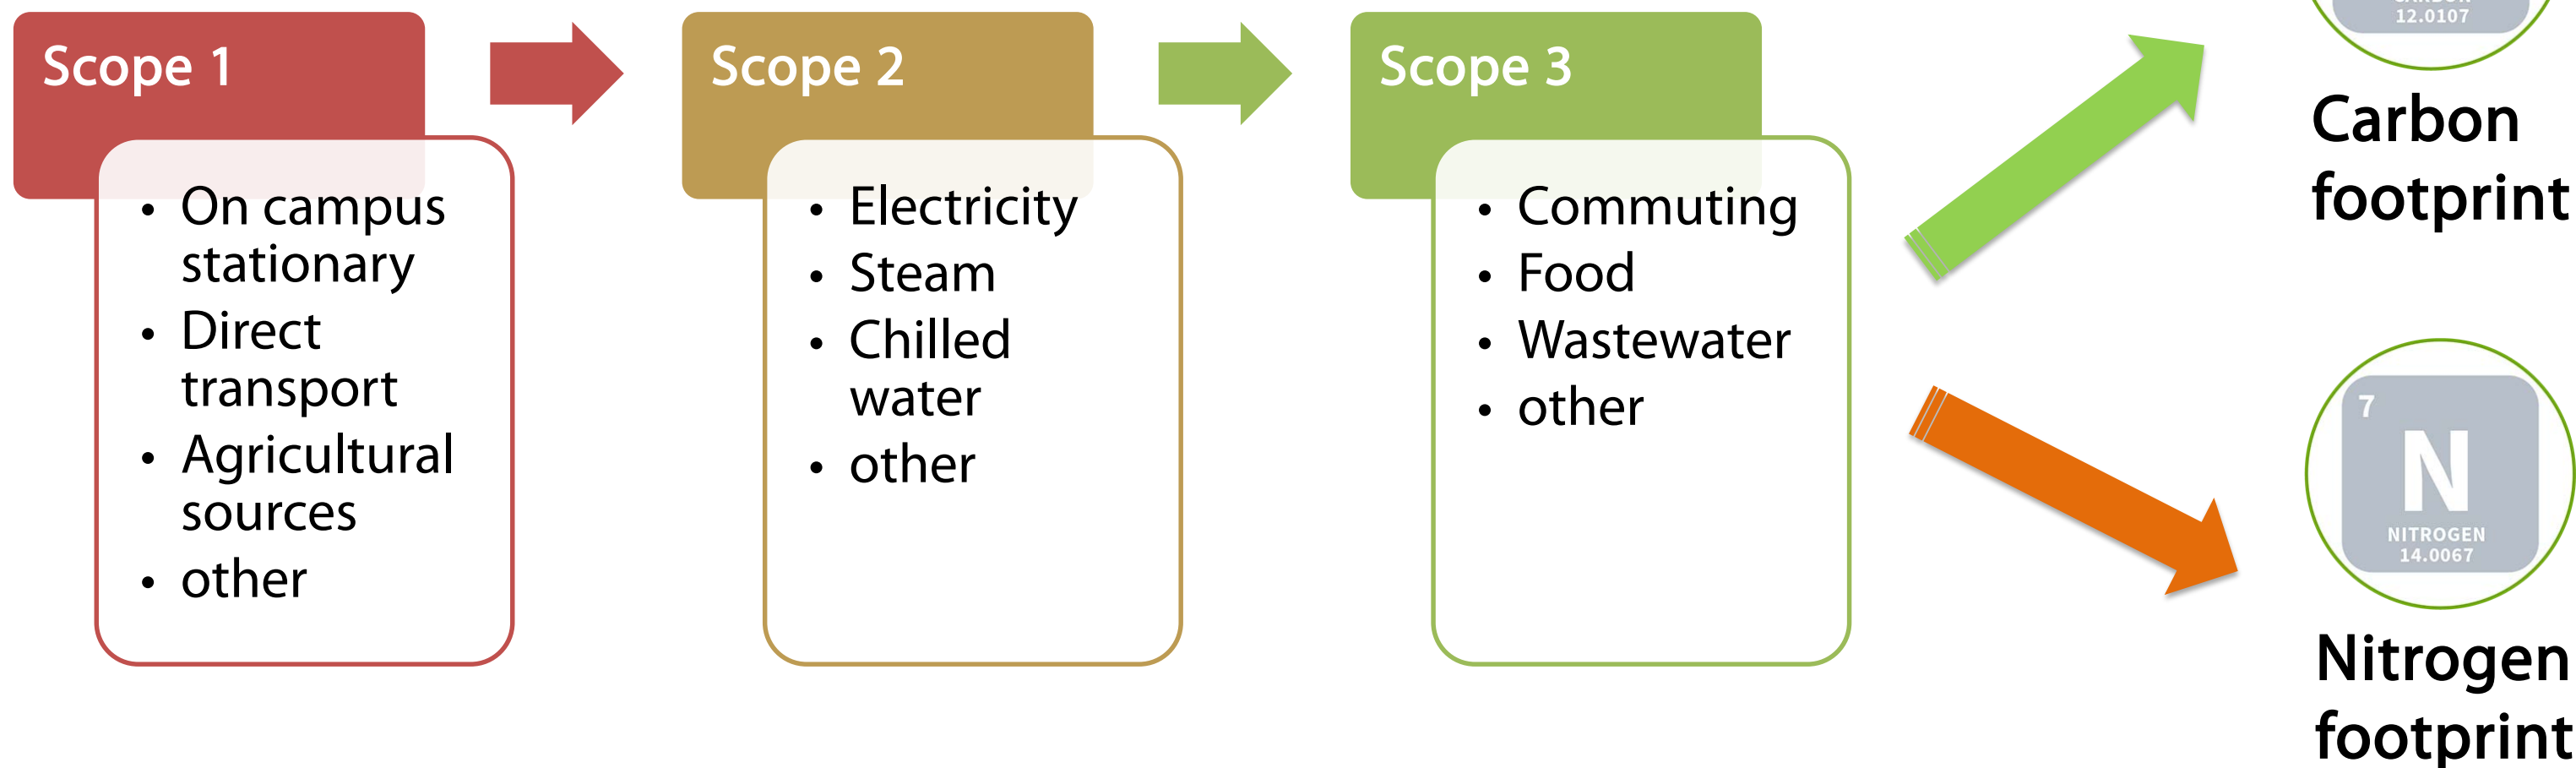 Scope 1
• On campus
stationary
• Direct
transport
• Agricultural
sources
• other
Scope 2
• Electricity
• Steam
• Chilled
water
• other
Scope 3
• Commuting
• Food
• Wastewater
• other
12.0107
Carbon
footprint
7
N
NITROGEN
14.0067
Nitrogen
footprint